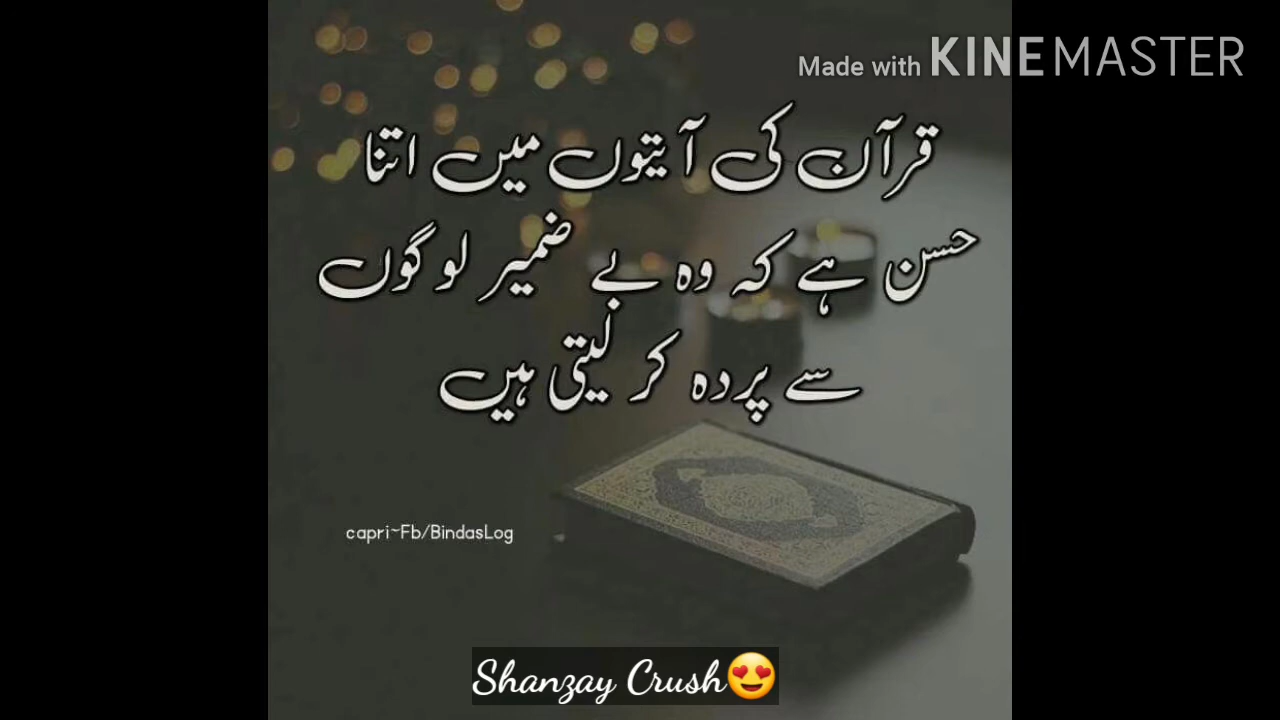 Made with KINEMASTER
قرآن کی آیتوں میں اتنا
حسن ہے کہ وہ بے ضمیر لوگوں
سے پردہ کر لیتی ہیں
capri~Fb/BindasLog
Shanzay Crush😍